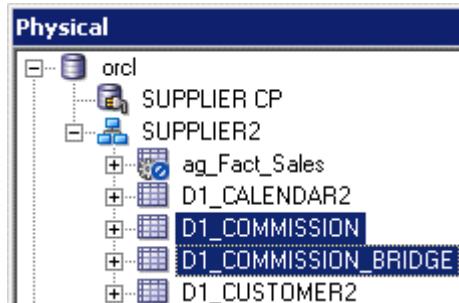 Physical
orcl
SUPPLIER CP
SUPPLIER2
ag_Fact_Sales
D1_CALENDAR2
D1_COMMISSION
D1_COMMISSION_BRIDGE
D1_CUSTOMER2